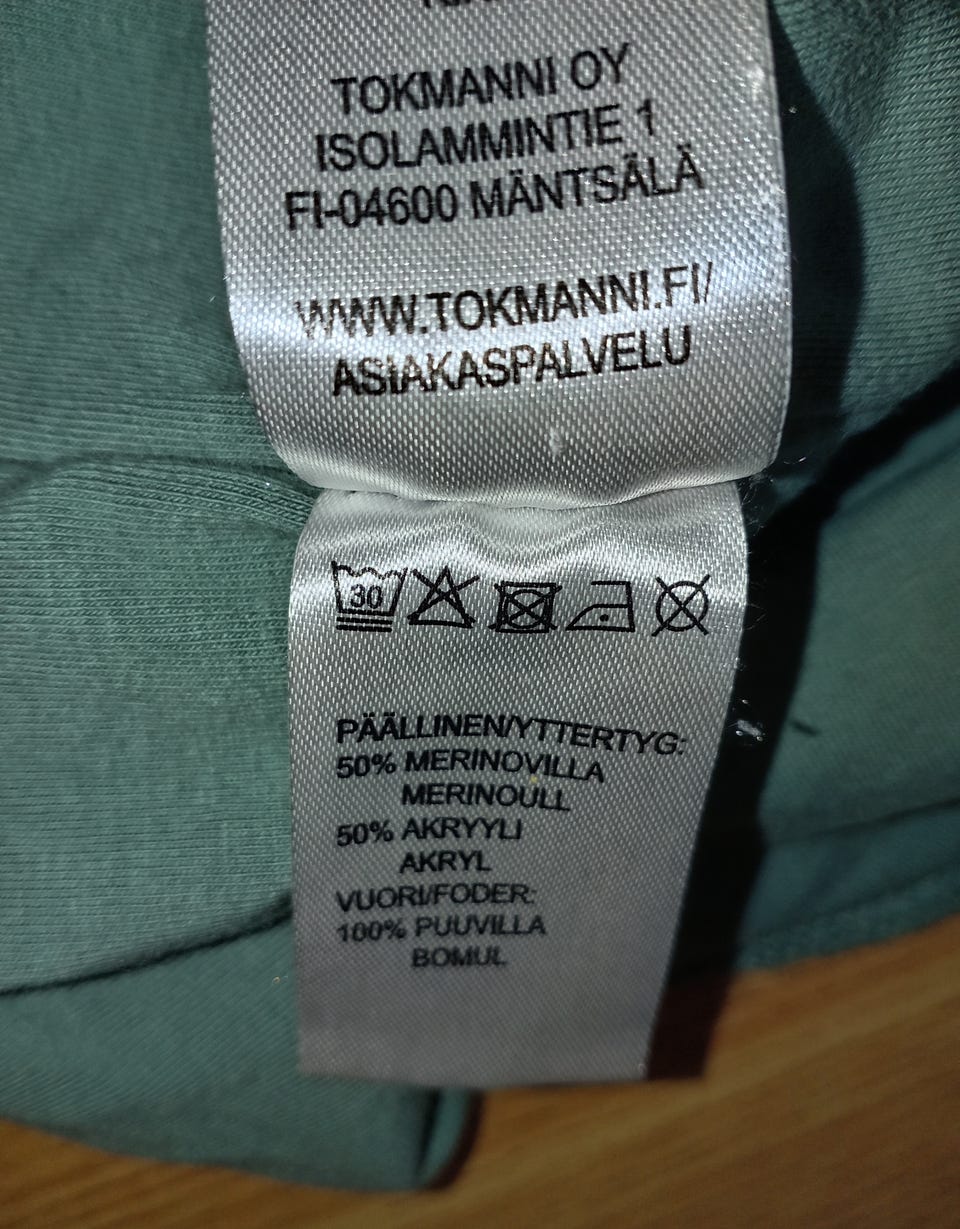 TOKMANNI OY
ISOLAMMINTIE 1
FI-04600 MÄNTSÄLÄ
WWW.TOKMANNI.FI/
ASIAKASPALVELU
30
PÄÄLLINEN/YTTERTYG:
50% MERINOVILLA
MERINOULL
50% AKRYYLI
AKRYL
VUORI/FODER:
100% PUUVILLA
BOMUL